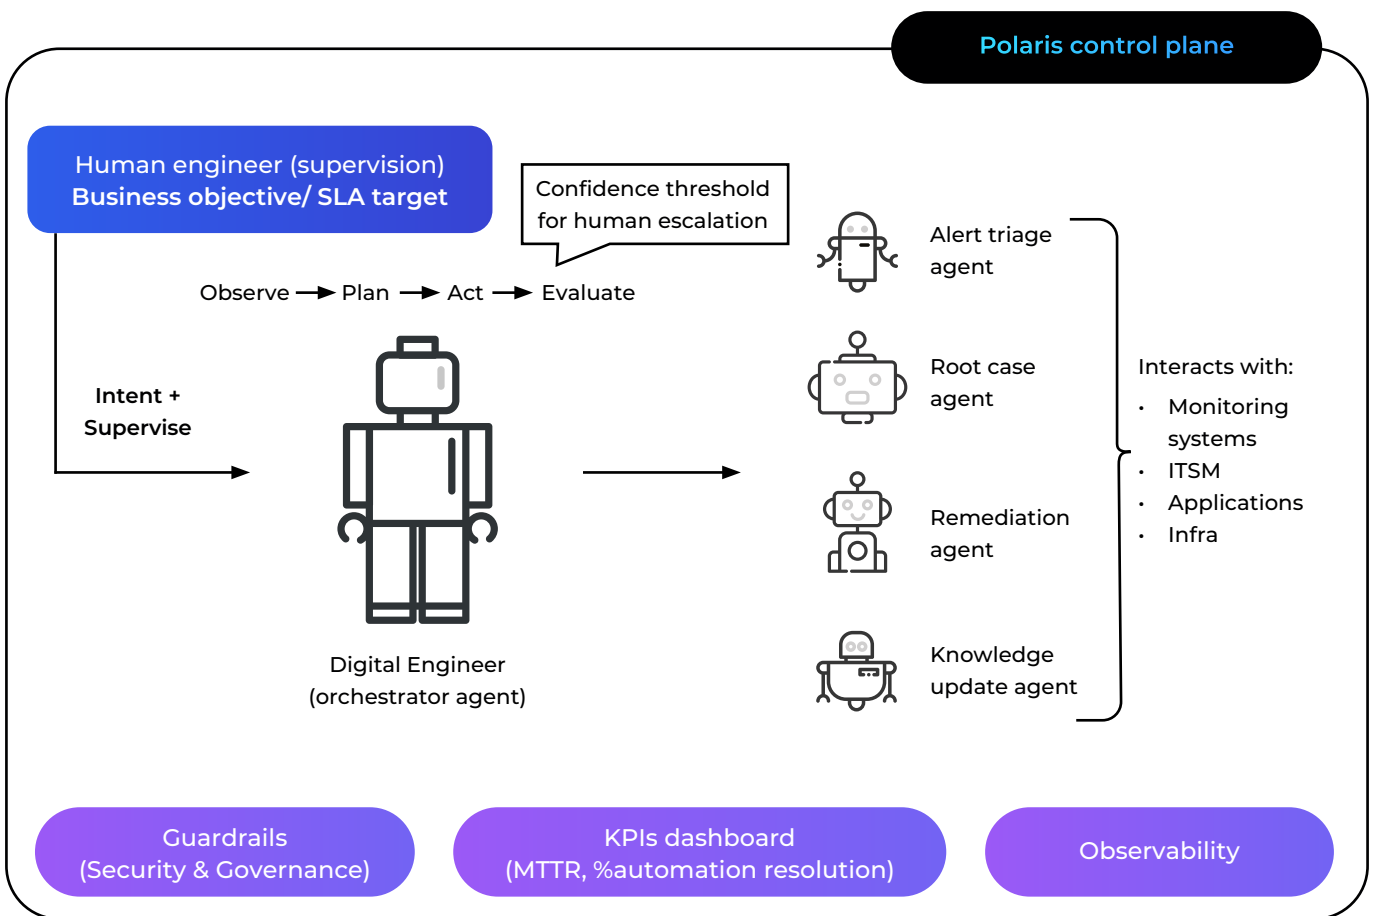 Polaris control plane
Human engineer (supervision)
Business objective/ SLA target
Confidence threshold
for human escalation
Observe
Plan
Act
Evaluate
Intent +
Supervise
Digital Engineer
(orchestrator agent)
Alert triage
agent
Root case
agent
Remediation
agent
Knowledge
update agent
Interacts with:
• Monitoring
systems
• ITSM
• Applications
• Infra
Guardrails
(Security & Governance)
KPIs dashboard
(MTTR, %automation resolution)
Observability